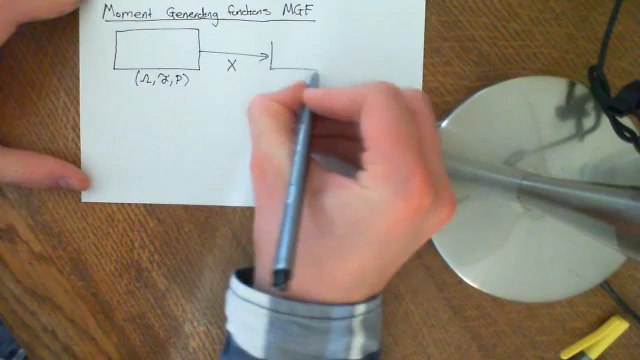 Moment Generating functions MGF
X
(Ω, ℱ, P)